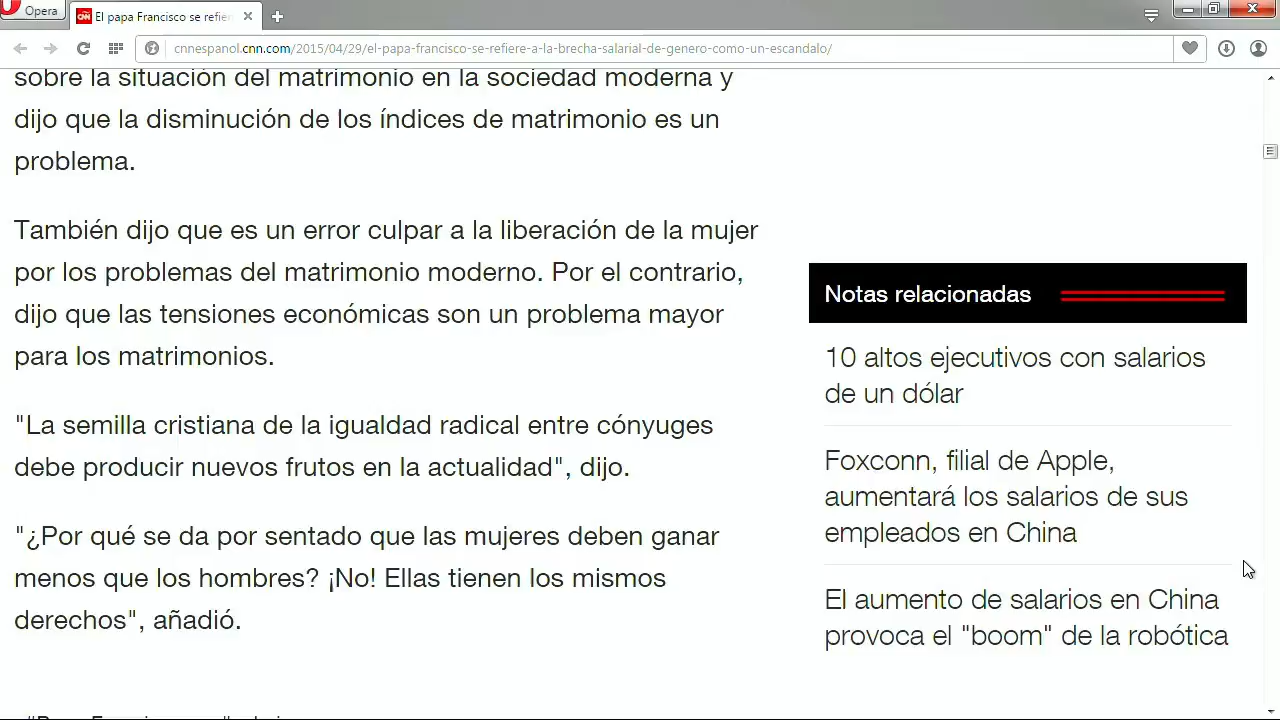 Opera
El papa Francisco se refier
cnnespanol.cnn.com/2015/04/29/el-papa-francisco-se-refiere-a-la-brecha-salarial-de-genero-como-un-escandalo/
sobre la situación del matrimonio en la sociedad moderna y
dijo que la disminución de los índices de matrimonio es un
problema.
También dijo que es un error culpar a la liberación de la mujer
por los problemas del matrimonio moderno. Por el contrario,
dijo que las tensiones económicas son un problema mayor
para los matrimonios.
"La semilla cristiana de la igualdad radical entre cónyuges
debe producir nuevos frutos en la actualidad", dijo.
"¿Por qué se da por sentado que las mujeres deben ganar
menos que los hombres? ¡No! Ellas tienen los mismos
derechos", añadió.
Notas relacionadas
10 altos ejecutivos con salarios
de un dólar
Foxconn, filial de Apple,
aumentará los salarios de sus
empleados en China
El aumento de salarios en China
provoca el "boom" de la robótica